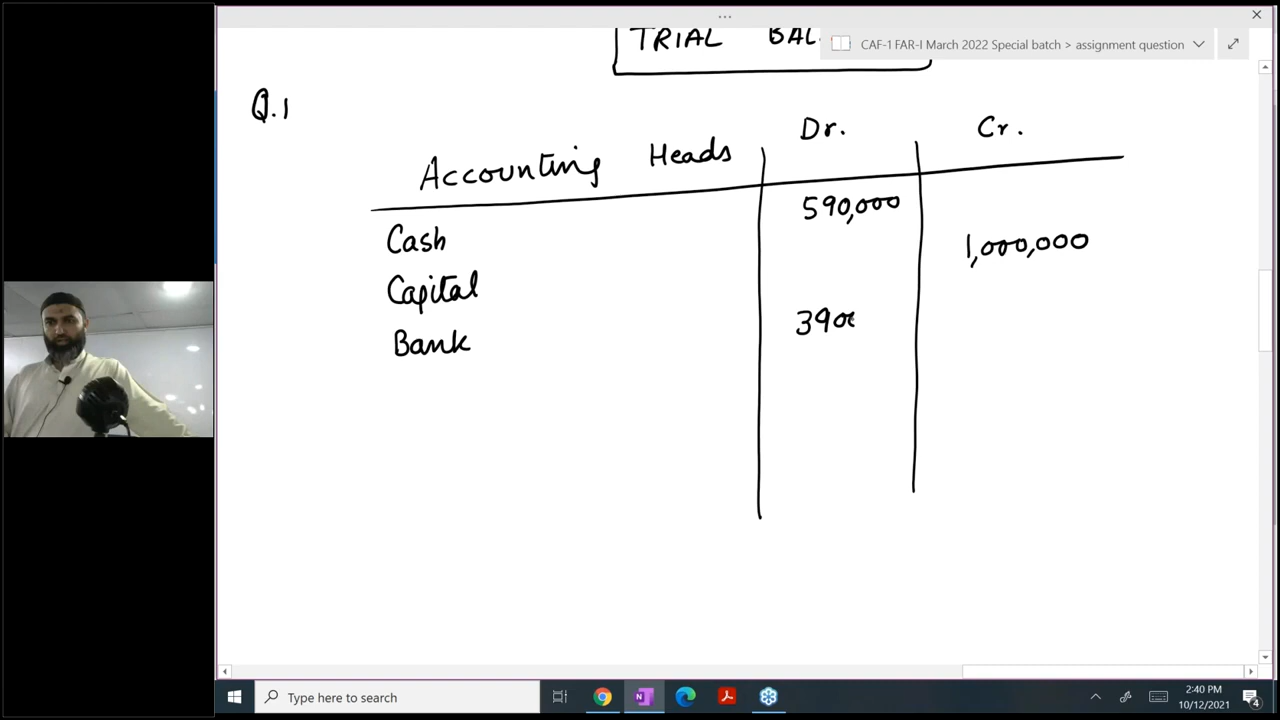 TRIAL BAL
CAF-1 FAR-I March 2022 Special batch > assignment question
Q.1
Accounting Heads Dr. Cr.
Cash 590,000
Capital 1,000,000
Bank 390
Type here to search
2:40 PM
10/12/2021
4